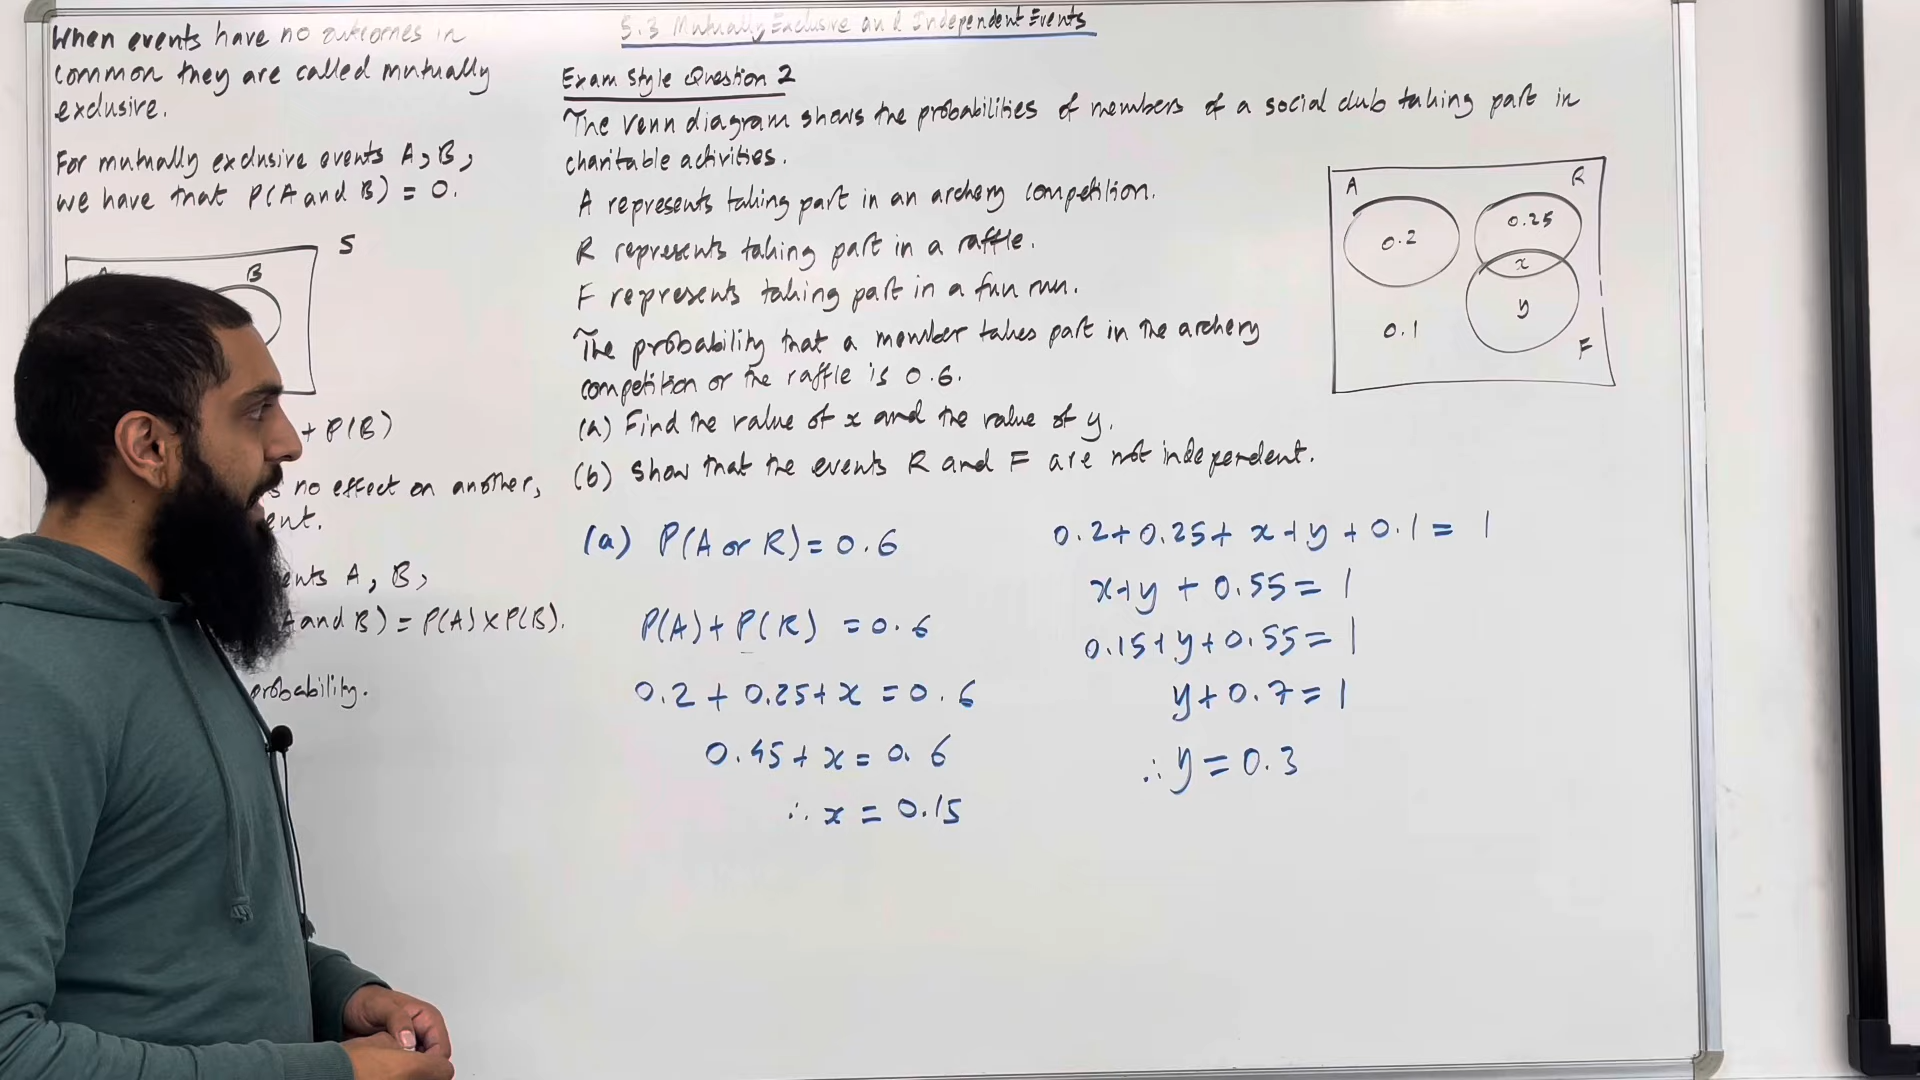 5.3 Mutually Exclusive and Independent Events
When events have no outcomes in
common they are called mutually
exclusive.
For mutually exclusive events A, B,
we have that P(A and B) = 0.
S
B
+ P(B)
no effect on another,
A, B,
and B) = P(A) × P(B).
probability.
Exam Style Question 2
The Venn diagram shows the probabilities of members of a social club taking part in
charitable activities.
A represents taking part in an archery competition.
R represents taking part in a raffle.
F represents taking part in a fun run.
The probability that a member takes part in the archery
competition or the raffle is 0.6.
(a) Find the value of x and the value of y.
(b) Show that the events R and F are not independent.
A
R
0.2
0.25
x
y
0.1
F
(a) P(A or R) = 0.6
P(A) + P(R) = 0.6
0.2 + 0.25 + x = 0.6
0.45 + x = 0.6
∴ x = 0.15
0.2 + 0.25 + x + y + 0.1 = 1
x + y + 0.55 = 1
0.15 + y + 0.55 = 1
y + 0.7 = 1
∴ y = 0.3